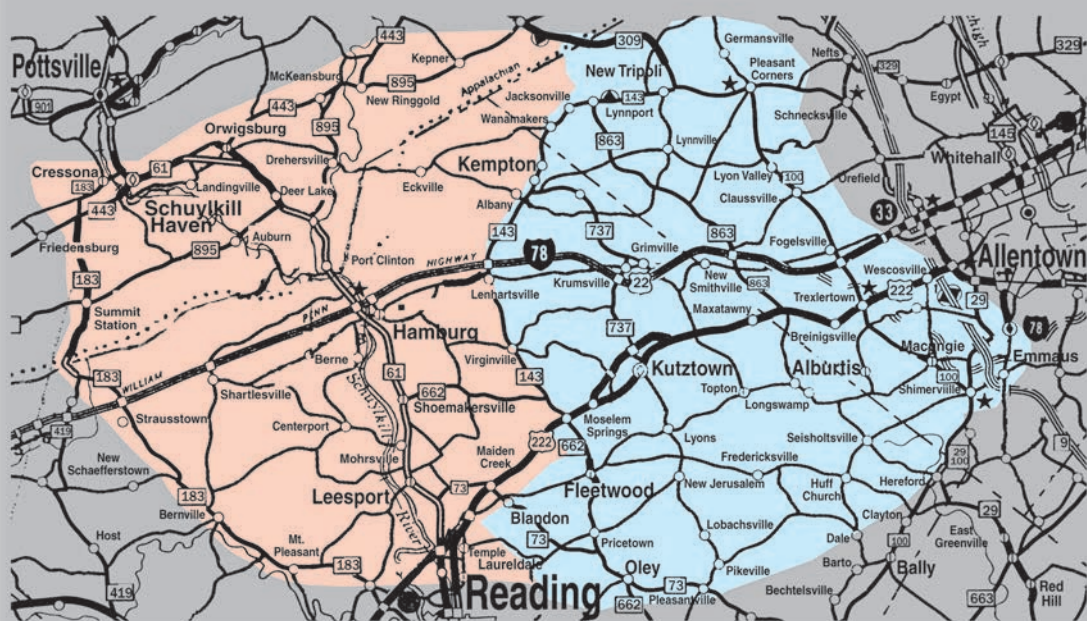 Pottsville
443
Kepner
309
Germansville
Nefts
329
McKeansburg
895
Appalachian
New Tripoli
Pleasant
Corners
329
901
443
New Ringgold
Jacksonville
143
Egypt
Orwigsburg
895
Wanamakers
Lynnport
Schnecksville
145
61
Drehersville
863
Lynnville
Whitehall
Cressona
183
Landingville
Eckville
Kempton
Lyon Valley
100
Orefield
443
Schuylkill
Haven
Deer Lake
Albany
Claussville
33
Friedensburg
895
Auburn
143
737
Grimville
863
Fogelsville
Allentown
Port Clinton
HIGHWAY
78
Wescosville
183
Lenhartsville
Krumsville
22
New
Smithville
863
Trexlertown
222
29
Summit
Station
PENN
Hamburg
Maxatawny
78
737
Breinigsville
Macungie
Emmaus
Berne
Virginville
Kutztown
Alburtis
100
183
WILLIAM
61
143
Topton
Shimerville
Shartlesville
662
Longswamp
Strausstown
Schuylkill
Shoemakersville
419
Centerport
Moselem
Springs
222
662
Lyons
Seisholtsville
9
New
Schaefferstown
Mohrsville
Maiden
Creek
Fredericksville
29
100
183
Leesport
73
Fleetwood
New Jerusalem
Huff
Church
Hereford
Bernville
River
Blandon
Clayton
29
Host
Mt.
Pleasant
73
Pricetown
Lobachsville
Dale
100
East
Greenville
183
Temple
Laureldale
Oley
Pikeville
Barto
Bally
419
Reading
73
Pleasantville
Bechtelsville
Red
Hill
662
663